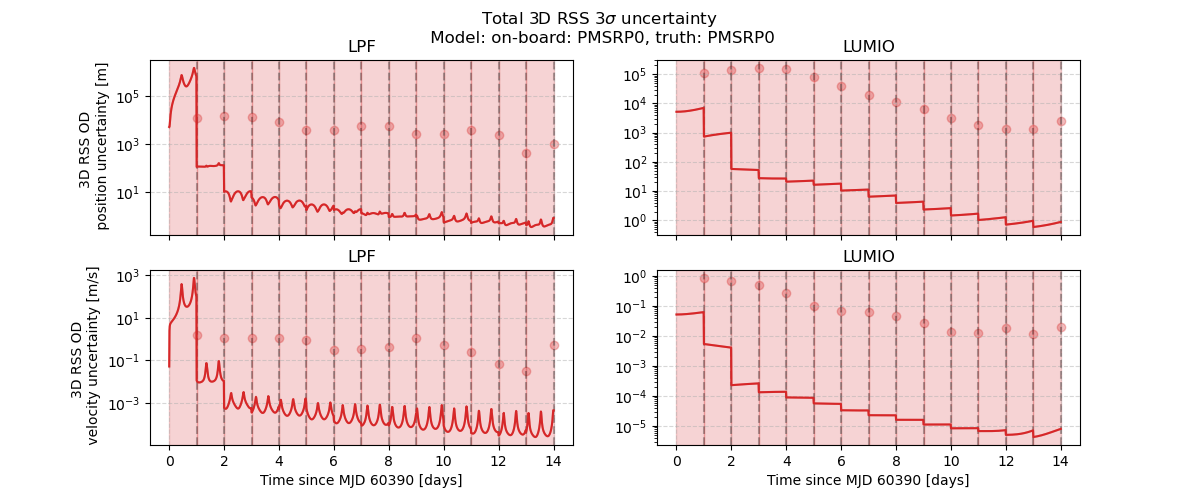 Total 3D RSS 3σ uncertainty
Model: on-board: PMSRP0, truth: PMSRP0
LPF
LUMIO
3D RSS OD
position uncertainty [m]
10^5
10^3
10^1
10^5
10^4
10^3
10^2
10^1
10^0
LPF
LUMIO
3D RSS OD
velocity uncertainty [m/s]
10^3
10^1
10^−1
10^−3
10^0
10^−1
10^−2
10^−3
10^−4
10^−5
0 2 4 6 8 10 12 14
0 2 4 6 8 10 12 14
Time since MJD 60390 [days]
Time since MJD 60390 [days]